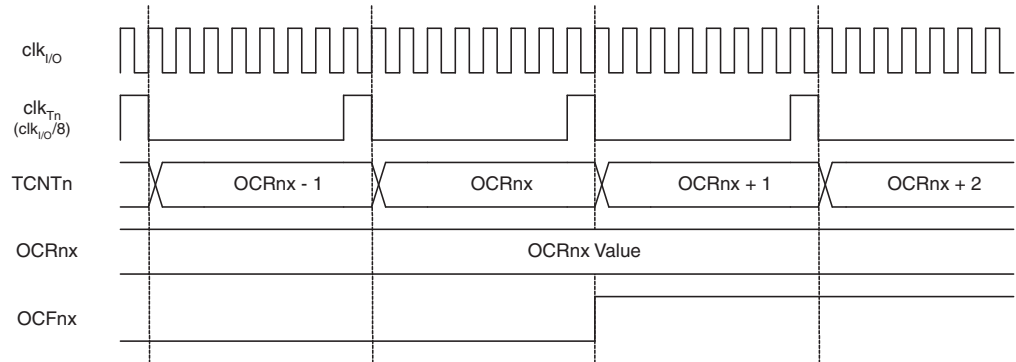 clkI/O
clkTn
(clkI/O/8)
TCNTn OCRnx - 1 OCRnx OCRnx + 1 OCRnx + 2
OCRnx OCRnx Value
OCFnx